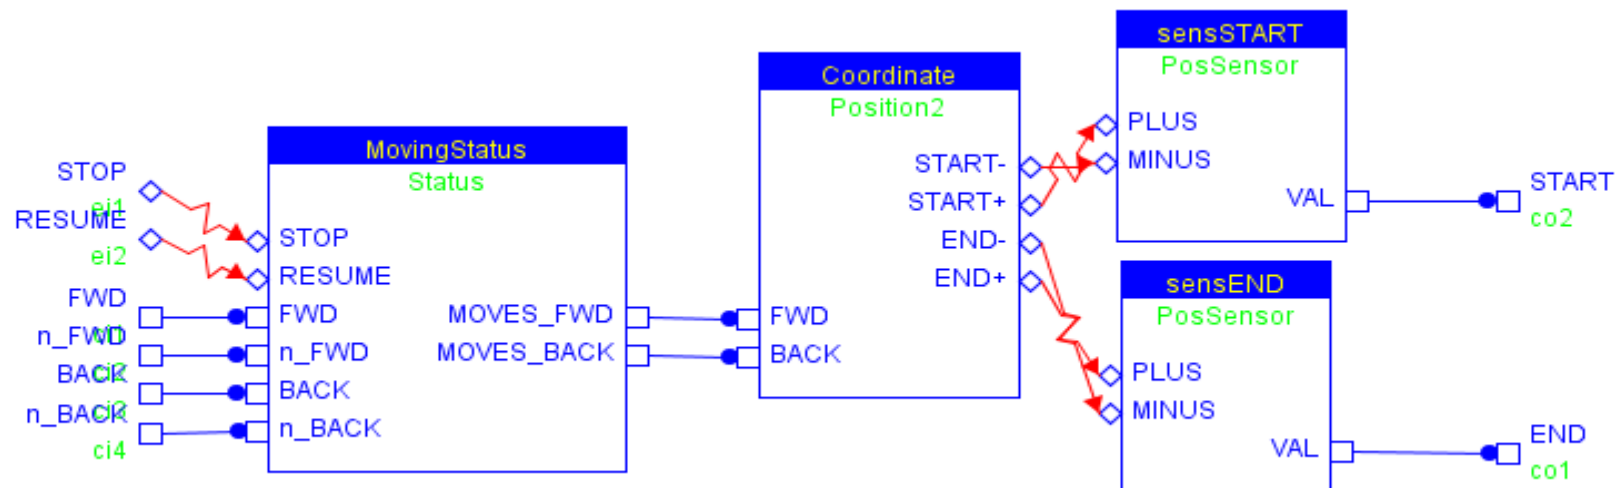 STOP
ei1
RESUME
ei2
FWD
n_FWD
BACK
n_BACK
ci4
MovingStatus
Status
STOP
RESUME
FWD
n_FWD
BACK
n_BACK
MOVES_FWD
MOVES_BACK
Coordinate
Position2
START-
START+
END-
END+
FWD
BACK
sensSTART
PosSensor
PLUS
MINUS
VAL
START
co2
sensEND
PosSensor
PLUS
MINUS
VAL
END
co1